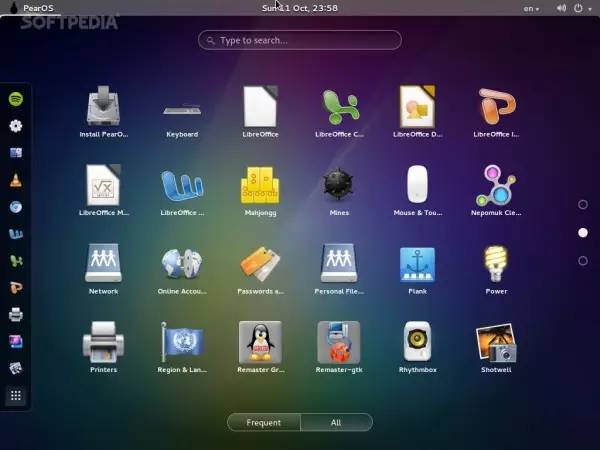 PearOS
Sun 11 Oct, 23:58
en
SOFTPEDIA
Type to search...
Install PearO...
Keyboard
LibreOffice
LibreOffice C...
LibreOffice D...
LibreOffice I...
LibreOffice M...
LibreOffice ...
Mahjongg
Mines
Mouse & Tou...
Nepomuk Cle...
Network
Online Accou...
Passwords a...
Personal File...
Plank
Power
Printers
Region & Lan...
Remaster Gr...
Remaster-gtk
Rhythmbox
Shotwell
Frequent
All